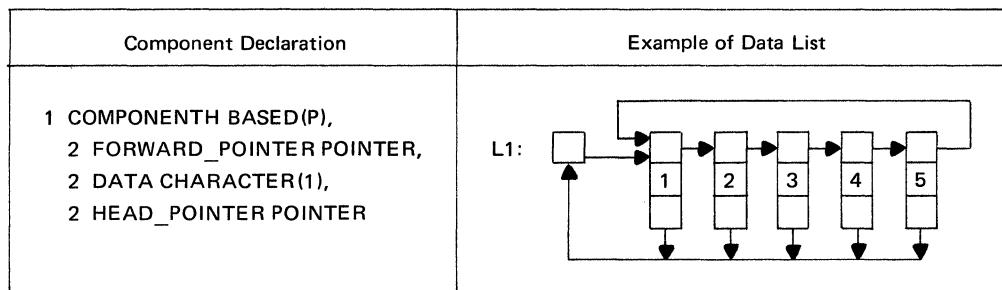 Component Declaration
Example of Data List
1 COMPONENTH BASED(P),
2 FORWARD_POINTER POINTER,
2 DATA CHARACTER(1),
2 HEAD_POINTER POINTER
L1:
1 2 3 4 5